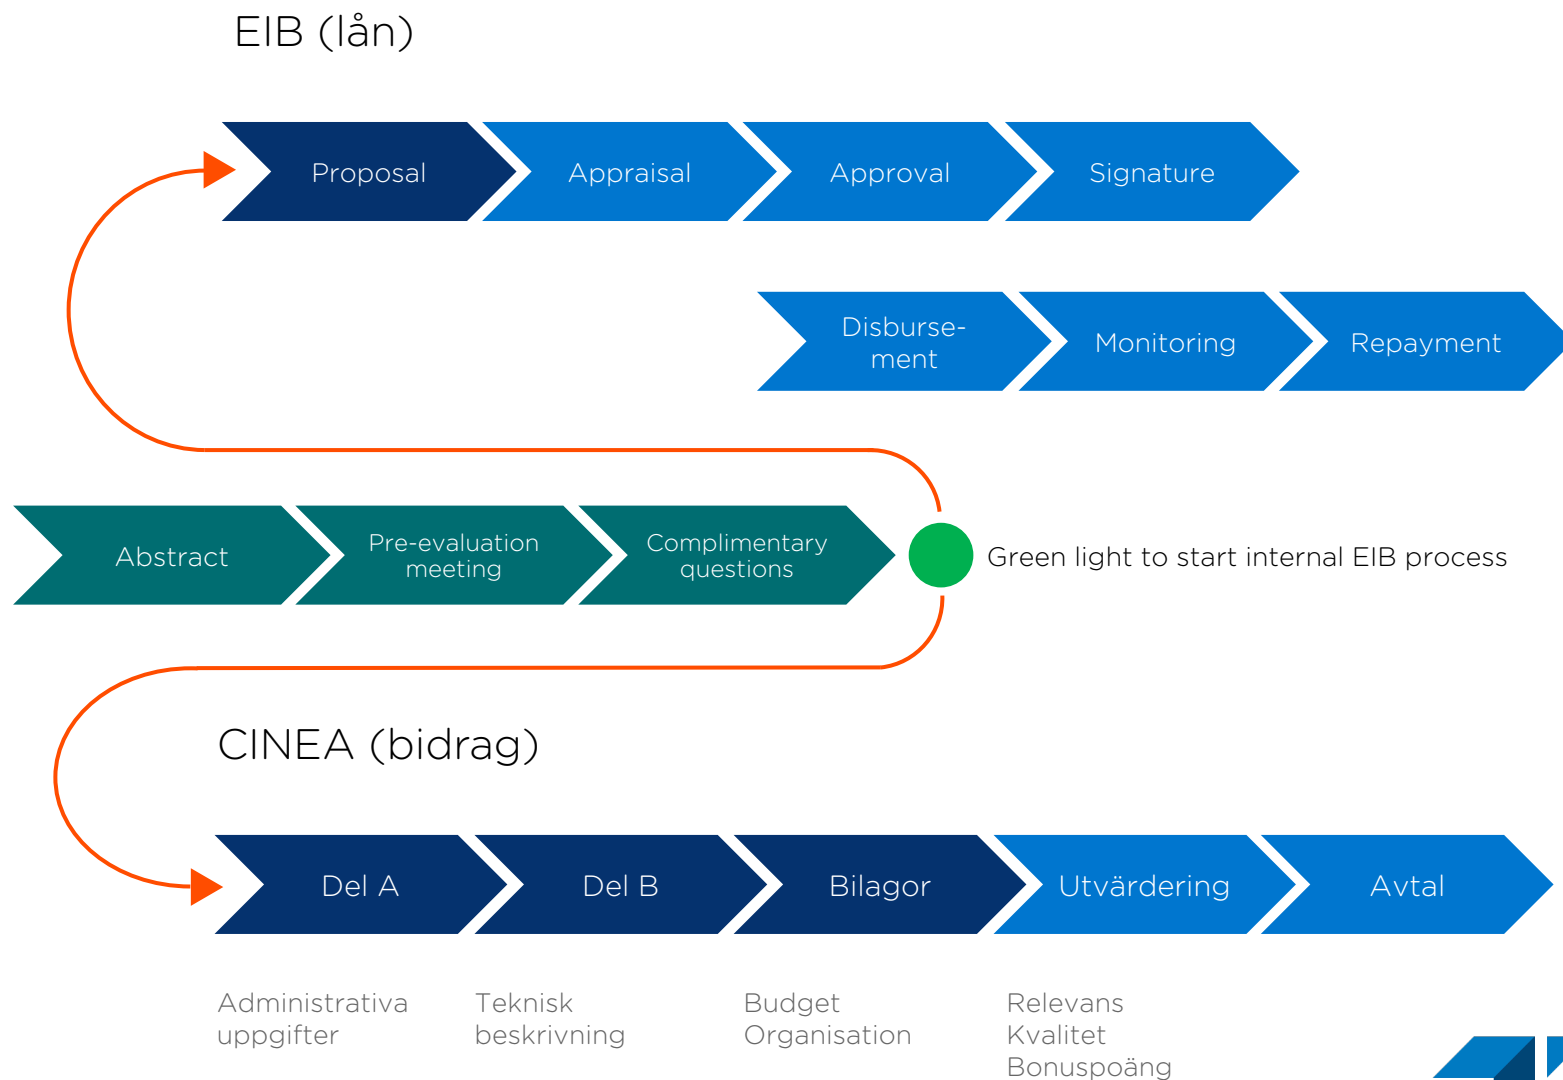 EIB (lån)
Proposal
Appraisal
Approval
Signature
Disburse-
ment
Monitoring
Repayment
Abstract
Pre-evaluation
meeting
Complimentary
questions
Green light to start internal EIB process
CINEA (bidrag)
Del A
Del B
Bilagor
Utvärdering
Avtal
Administrativa
uppgifter
Teknisk
beskrivning
Budget
Organisation
Relevans
Kvalitet
Bonuspoäng